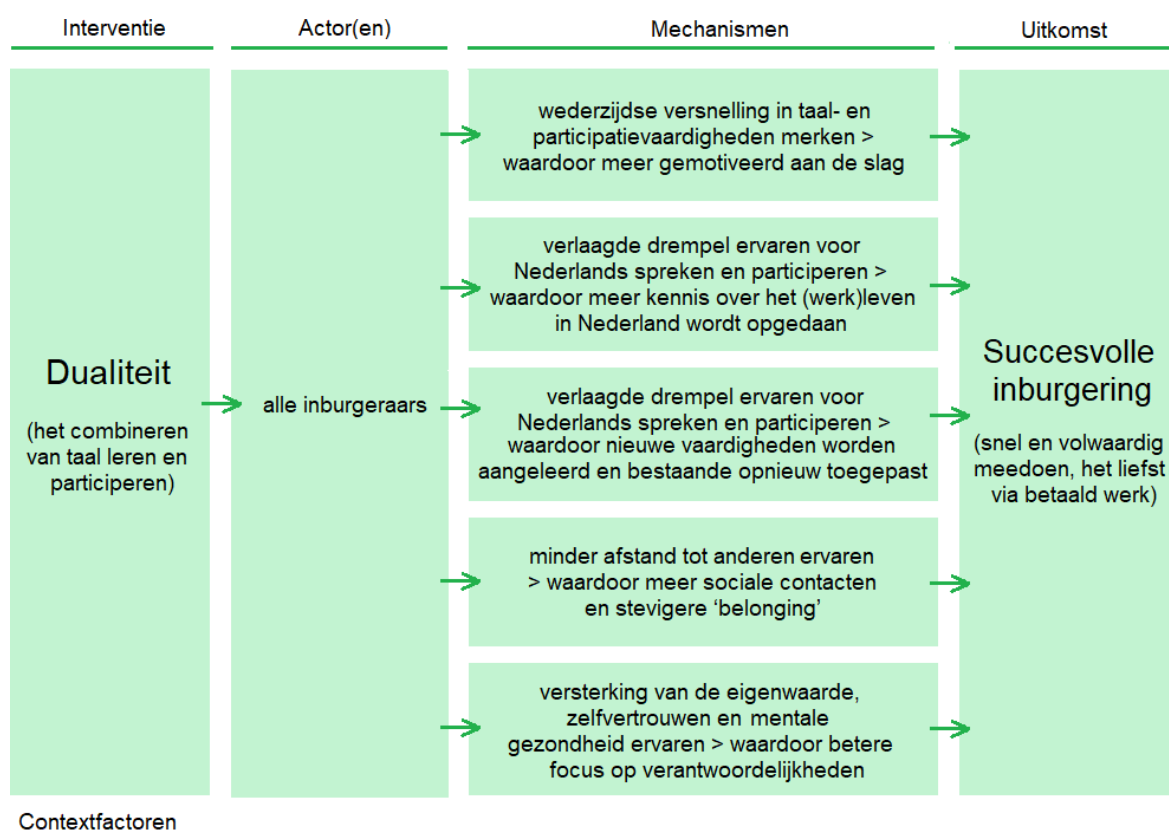 Interventie
Actor(en)
Mechanismen
Uitkomst
Dualiteit
(het combineren
van taal leren en
participeren)
alle inburgeraars
wederzijdse versnelling in taal- en
participatievaardigheden merken >
waardoor meer gemotiveerd aan de slag
verlaagde drempel ervaren voor
Nederlands spreken en participeren >
waardoor meer kennis over het (werk)leven
in Nederland wordt opgedaan
verlaagde drempel ervaren voor
Nederlands spreken en participeren >
waardoor nieuwe vaardigheden worden
aangeleerd en bestaande opnieuw toegepast
minder afstand tot anderen ervaren
> waardoor meer sociale contacten
en stevigere ‘belonging’
versterking van de eigenwaarde,
zelfvertrouwen en mentale
gezondheid ervaren > waardoor betere
focus op verantwoordelijkheden
Succesvolle
inburgering
(snel en volwaardig
meedoen, het liefst
via betaald werk)
Contextfactoren